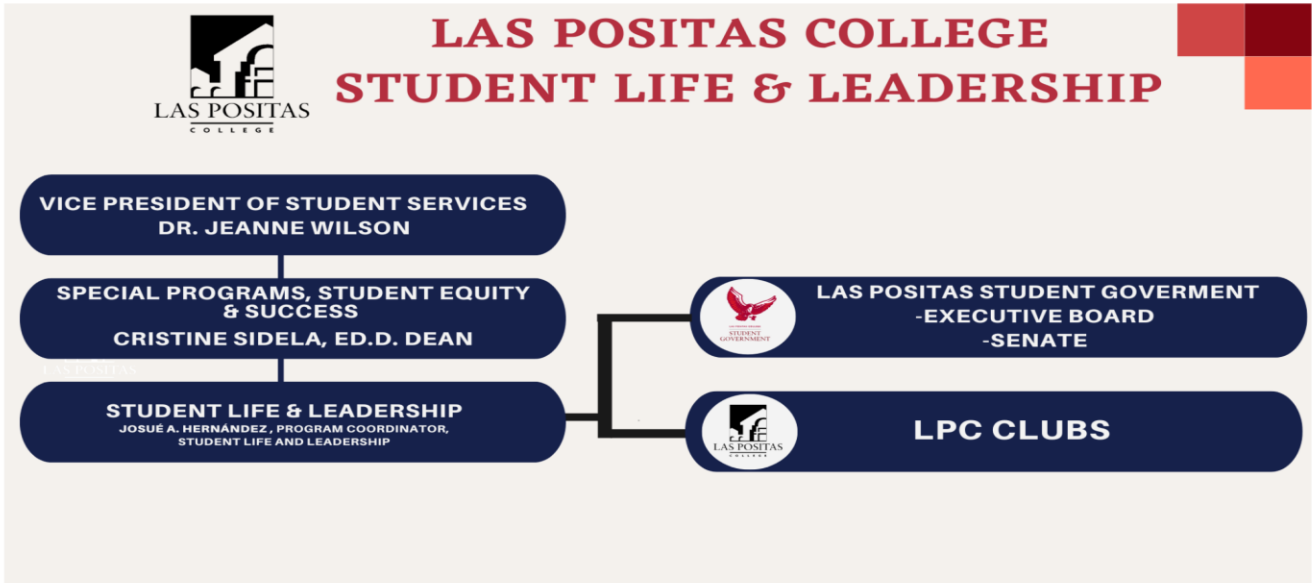 LAS POSITAS COLLEGE
STUDENT LIFE & LEADERSHIP
LAS POSITAS
COLLEGE
VICE PRESIDENT OF STUDENT SERVICES
DR. JEANNE WILSON
SPECIAL PROGRAMS, STUDENT EQUITY
& SUCCESS
CRISTINE SIDELA, ED.D. DEAN
LAS POSITAS
STUDENT LIFE & LEADERSHIP
JOSUÉ A. HERNÁNDEZ , PROGRAM COORDINATOR,
STUDENT LIFE AND LEADERSHIP
STUDENT
GOVERNMENT
LAS POSITAS STUDENT GOVERMENT
-EXECUTIVE BOARD
-SENATE
LAS POSITAS
COLLEGE
LPC CLUBS